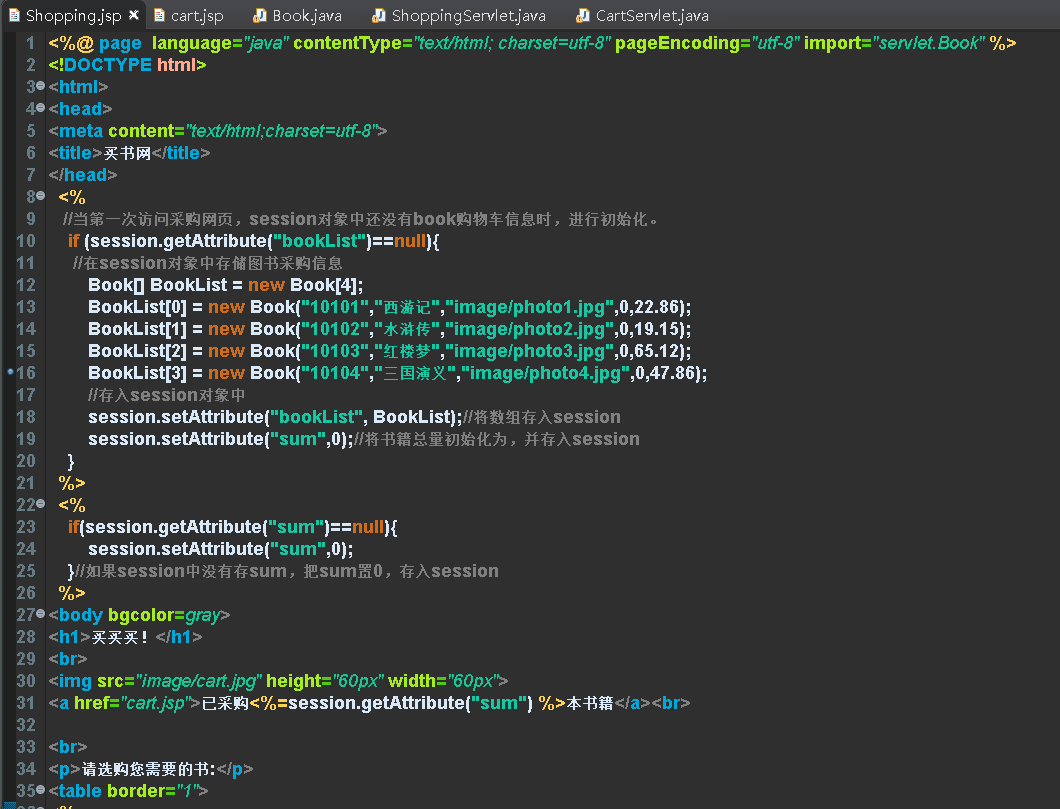 Shopping.jsp cart.jsp Book.java ShoppingServlet.java CartServlet.java
1 <%@ page language="java" contentType="text/html; charset=utf-8" pageEncoding="utf-8" import="servlet.Book" %>
2 <!DOCTYPE html>
3 <html>
4 <head>
5 <meta content="text/html;charset=utf-8">
6 <title>买书网</title>
7 </head>
8 <%
9 //当第一次访问采购网页，session对象中还没有book购物车信息时，进行初始化。
10 if (session.getAttribute("bookList")==null){
11 //在session对象中存储图书采购信息
12 Book[] BookList = new Book[4];
13 BookList[0] = new Book("10101","西游记","image/photo1.jpg",0,22.86);
14 BookList[1] = new Book("10102","水浒传","image/photo2.jpg",0,19.15);
15 BookList[2] = new Book("10103","红楼梦","image/photo3.jpg",0,65.12);
16 BookList[3] = new Book("10104","三国演义","image/photo4.jpg",0,47.86);
17 //存入session对象中
18 session.setAttribute("bookList", BookList);//将数组存入session
19 session.setAttribute("sum",0);//将书籍总量初始化为，并存入session
20 }
21 %>
22 <%
23 if(session.getAttribute("sum")==null){
24 session.setAttribute("sum",0);
25 }//如果session中没有存sum，把sum置0，存入session
26 %>
27 <body bgcolor=gray>
28 <h1>买买买！</h1>
29 <br>
30 <img src="image/cart.jpg" height="60px" width="60px">
31 <a href="cart.jsp">已采购<%=session.getAttribute("sum") %>本书籍</a><br>
32
33 <br>
34 <p>请选购您需要的书:</p>
35 <table border="1">